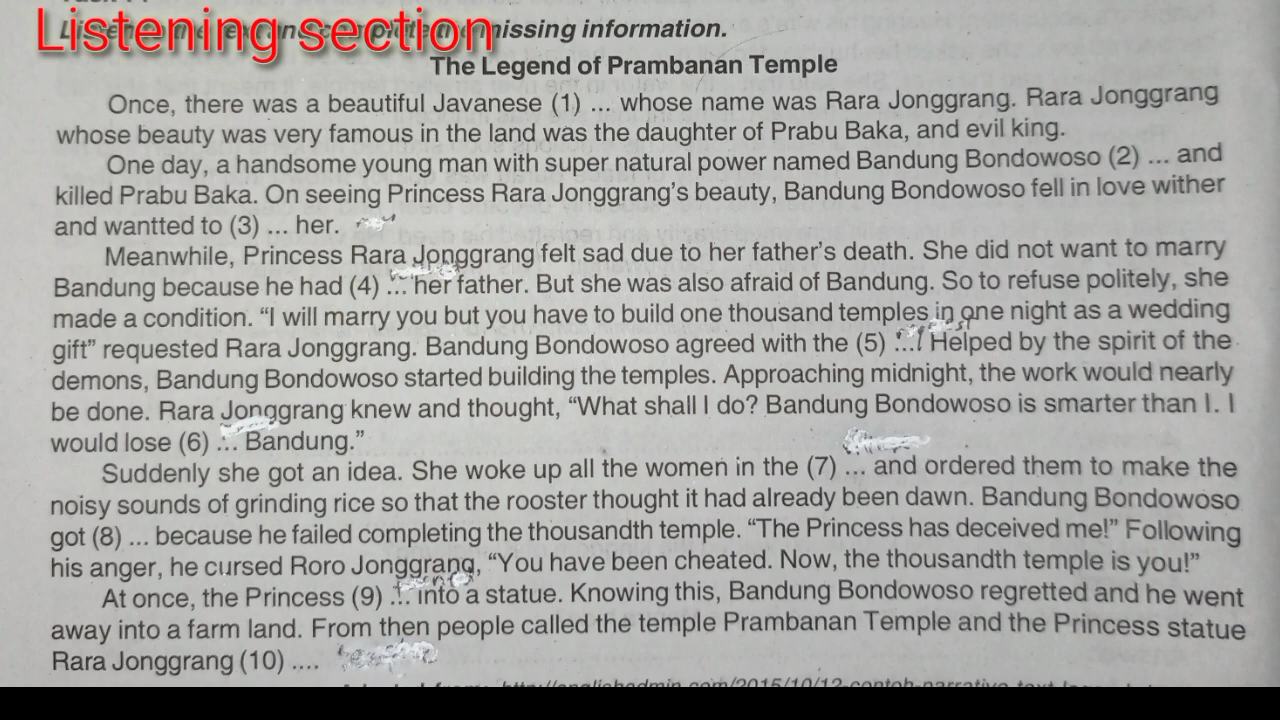 Listening section
missing information.
The Legend of Prambanan Temple
Once, there was a beautiful Javanese (1) ... whose name was Rara Jonggrang. Rara Jonggrang
whose beauty was very famous in the land was the daughter of Prabu Baka, and evil king.
One day, a handsome young man with super natural power named Bandung Bondowoso (2) ... and
killed Prabu Baka. On seeing Princess Rara Jonggrang's beauty, Bandung Bondowoso fell in love wither
and wantted to (3) ... her.
Meanwhile, Princess Rara Jonggrang felt sad due to her father's death. She did not want to marry
Bandung because he had (4) ... her father. But she was also afraid of Bandung. So to refuse politely, she
made a condition. “I will marry you but you have to build one thousand temples in one night as a wedding
gift” requested Rara Jonggrang. Bandung Bondowoso agreed with the (5) ...! Helped by the spirit of the
demons, Bandung Bondowoso started building the temples. Approaching midnight, the work would nearly
be done. Rara Jonggrang knew and thought, “What shall I do? Bandung Bondowoso is smarter than I. I
would lose (6) ... Bandung.”
Suddenly she got an idea. She woke up all the women in the (7) ... and ordered them to make the
noisy sounds of grinding rice so that the rooster thought it had already been dawn. Bandung Bondowoso
got (8) ... because he failed completing the thousandth temple. “The Princess has deceived me!” Following
his anger, he cursed Roro Jonggrang, “You have been cheated. Now, the thousandth temple is you!”
At once, the Princess (9) ... into a statue. Knowing this, Bandung Bondowoso regretted and he went
away into a farm land. From then people called the temple Prambanan Temple and the Princess statue
Rara Jonggrang (10) ....